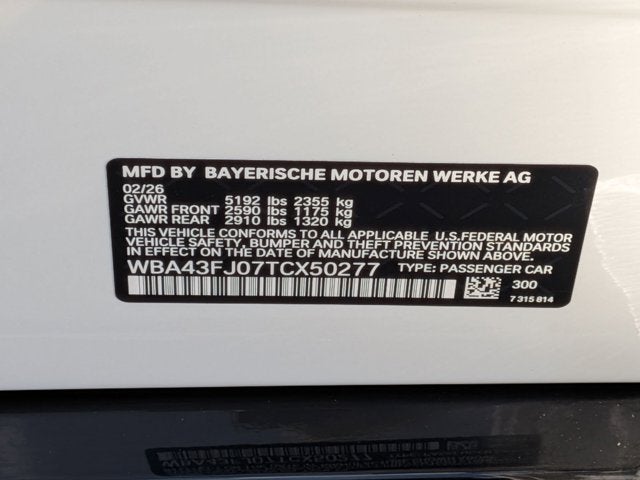 MFD BY BAYERISCHE MOTOREN WERKE AG
02/26
GVWR 5192 lbs 2355 kg
GAWR FRONT 2590 lbs 1175 kg
GAWR REAR 2910 lbs 1320 kg
THIS VEHICLE CONFORMS TO ALL APPLICABLE U.S.FEDERAL MOTOR
VEHICLE SAFETY, BUMPER AND THEFT PREVENTION STANDARDS
IN EFFECT ON THE DATE OF MANUFACTURE SHOWN ABOVE.
WBA43FJ07TCX50277 TYPE: PASSENGER CAR
300
7 315 814
WBA43FJ07TCX50277